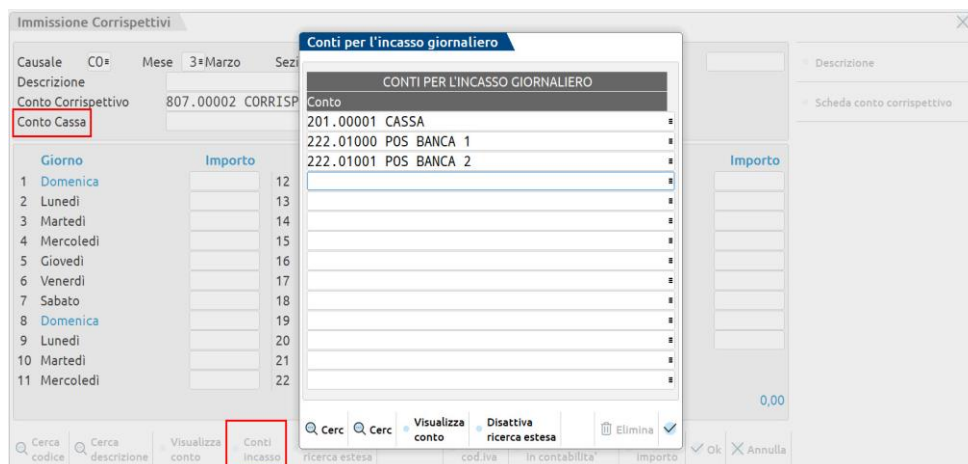 Immissione Corrispettivi
Causale C0 Mese 3 Marzo Sezi
Descrizione
Conto Corrispettivo 807.00002 CORRISP
Conto Cassa
Descrizione
Scheda conto corrispettivo
Conti per l'incasso giornaliero
CONTI PER L'INCASSO GIORNALIERO
Conto
201.00001 CASSA
222.01000 POS BANCA 1
222.01001 POS BANCA 2
Giorno Importo Importo
1 Domenica 12
2 Lunedì 13
3 Martedì 14
4 Mercoledì 15
5 Giovedì 16
6 Venerdì 17
7 Sabato 18
8 Domenica 19
9 Lunedì 20
10 Martedì 21
11 Mercoledì 22
0,00
Cerc Cerc Visualizza conto Disattiva ricerca estesa Elimina
Cerca codice Cerca descrizione Visualizza conto Conti incasso ricerca estesa cod.iva in contabilita' importo Ok Annulla